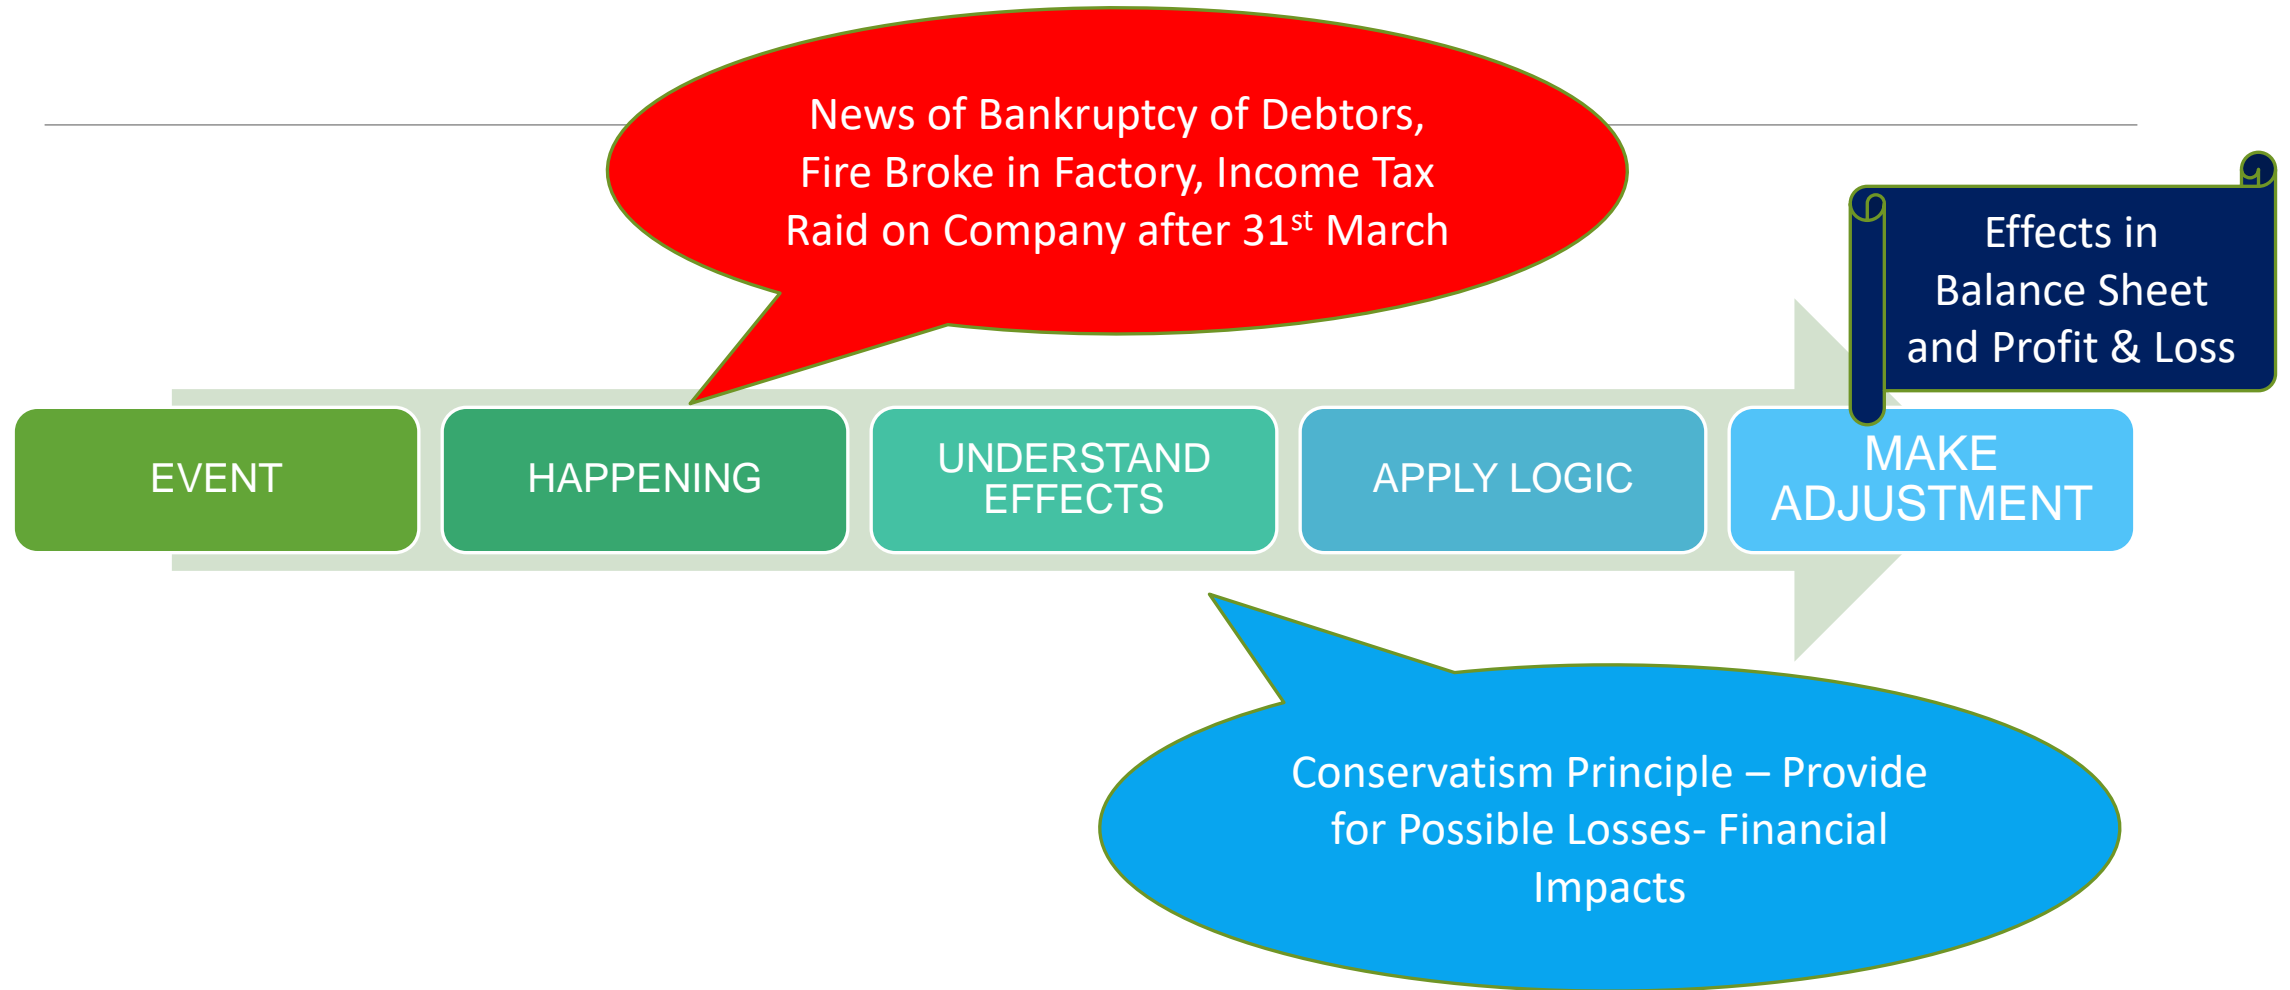 News of Bankruptcy of Debtors,
Fire Broke in Factory, Income Tax
Raid on Company after 31st March
Effects in
Balance Sheet
and Profit & Loss
EVENT
HAPPENING
UNDERSTAND
EFFECTS
APPLY LOGIC
MAKE
ADJUSTMENT
Conservatism Principle – Provide
for Possible Losses- Financial
Impacts